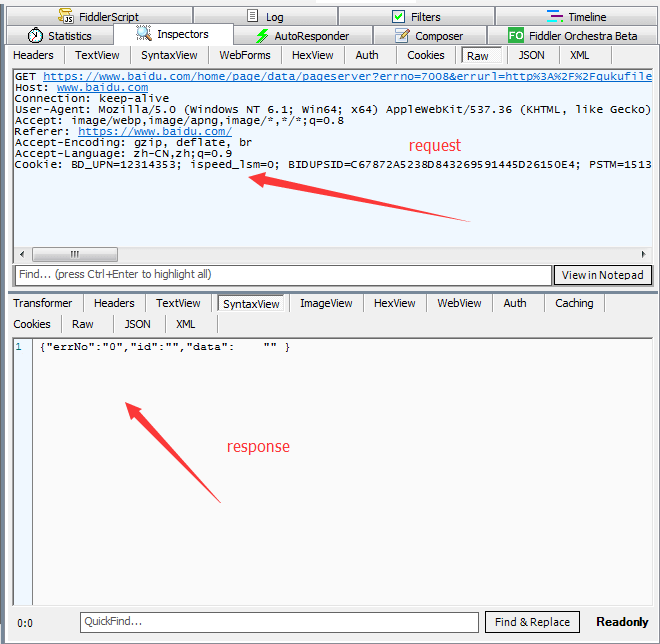 FiddlerScript Log Filters Timeline
Statistics Inspectors AutoResponder Composer FO Fiddler Orchestra Beta
Headers TextView SyntaxView WebForms HexView Auth Cookies Raw JSON XML
GET https://www.baidu.com/home/page/data/pageserver?errno=7008&errurl=http%3A%2F%2Fqukufile
Host: www.baidu.com
Connection: keep-alive
User-Agent: Mozilla/5.0 (Windows NT 6.1; Win64; x64) AppleWebKit/537.36 (KHTML, like Gecko)
Accept: image/webp,image/apng,image/*,*/*;q=0.8
Referer: https://www.baidu.com/
Accept-Encoding: gzip, deflate, br
Accept-Language: zh-CN,zh;q=0.9
Cookie: BD_UPN=12314353; ispeed_lsm=0; BIDUPSID=C67872A5238D843269591445D26150E4; PSTM=1513
request
Find... (press Ctrl+Enter to highlight all) View in Notepad
Transformer Headers TextView SyntaxView ImageView HexView WebView Auth Caching
Cookies Raw JSON XML
1 {"errNo":"0","id":"","data": "" }
response
0:0 QuickFind... Find & Replace Readonly